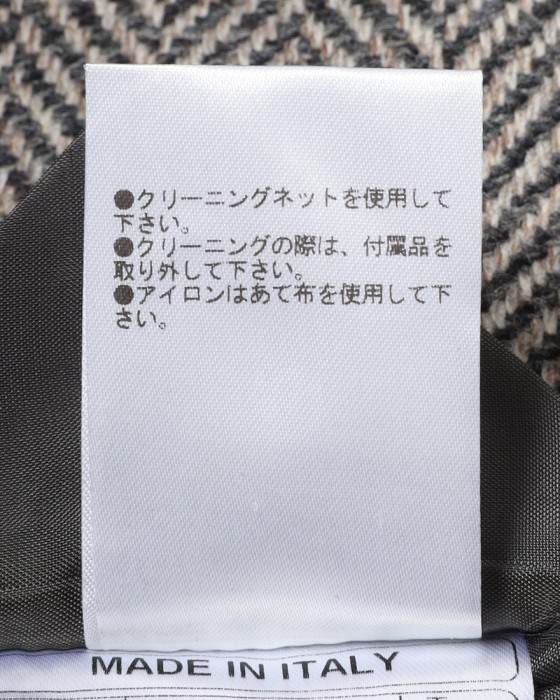 ●クリーニングネットを使用して
下さい。
●クリーニングの際は、付属品を
取り外して下さい。
●アイロンはあて布を使用して下
さい。
MADE IN ITALY